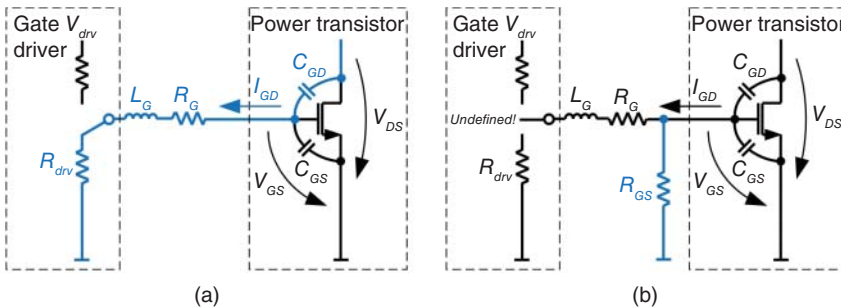 Gate V_drv
driver
Power transistor
C_GD
I_GD
L_G
R_G
V_DS
R_drv
C_GS
V_GS
(a)
Gate V_drv
driver
Power transistor
C_GD
I_GD
L_G
R_G
Undefined!
V_DS
R_drv
C_GS
R_GS
V_GS
(b)